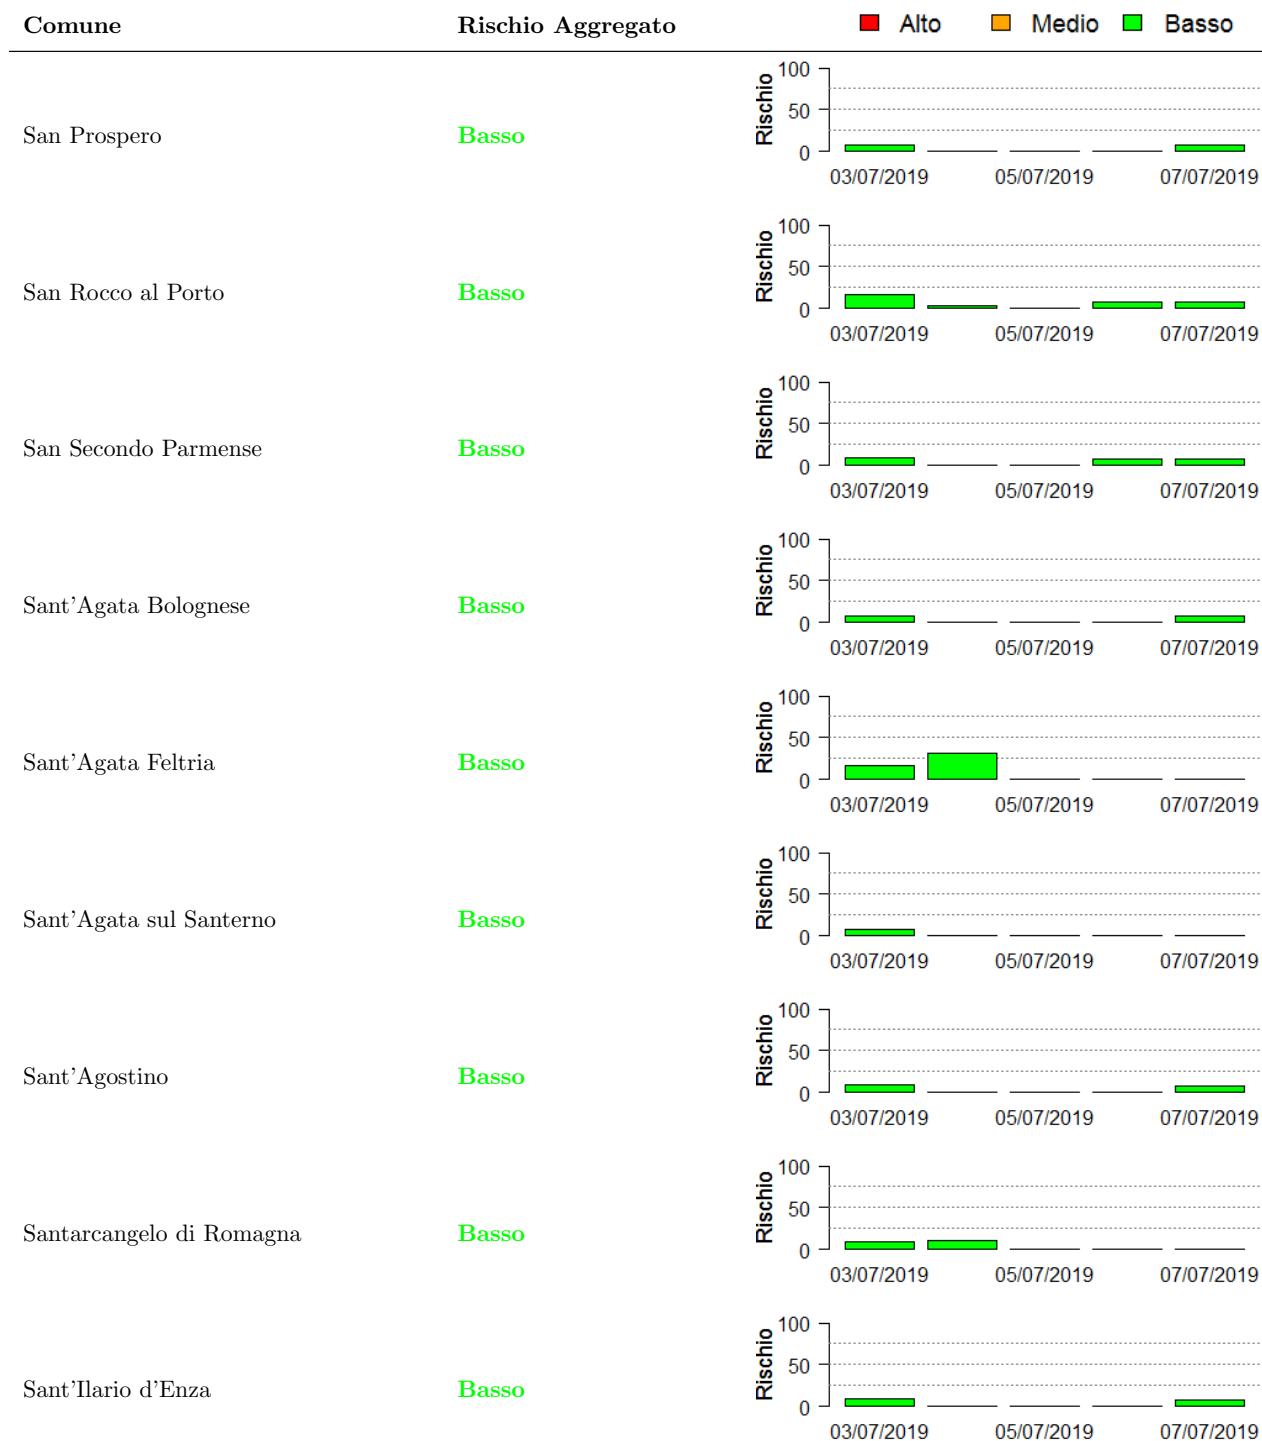 Comune Rischio Aggregato Alto Medio Basso
San Prospero Basso Rischio 100 50 0
03/07/2019 05/07/2019 07/07/2019
San Rocco al Porto Basso Rischio 100 50 0
03/07/2019 05/07/2019 07/07/2019
San Secondo Parmense Basso Rischio 100 50 0
03/07/2019 05/07/2019 07/07/2019
Sant'Agata Bolognese Basso Rischio 100 50 0
03/07/2019 05/07/2019 07/07/2019
Sant'Agata Feltria Basso Rischio 100 50 0
03/07/2019 05/07/2019 07/07/2019
Sant'Agata sul Santerno Basso Rischio 100 50 0
03/07/2019 05/07/2019 07/07/2019
Sant'Agostino Basso Rischio 100 50 0
03/07/2019 05/07/2019 07/07/2019
Santarcangelo di Romagna Basso Rischio 100 50 0
03/07/2019 05/07/2019 07/07/2019
Sant'Ilario d'Enza Basso Rischio 100 50 0
03/07/2019 05/07/2019 07/07/2019